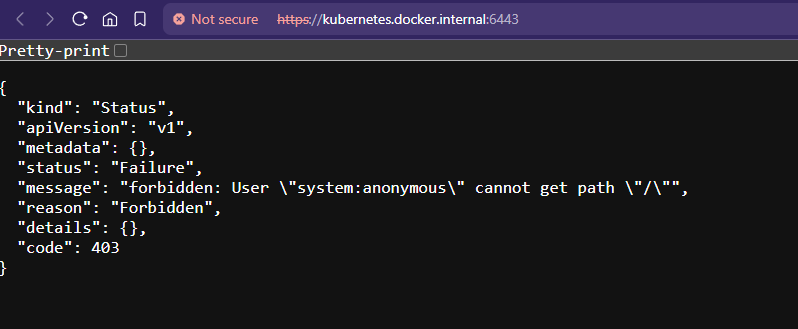 Not secure https://kubernetes.docker.internal:6443
Pretty-print
{
  "kind": "Status",
  "apiVersion": "v1",
  "metadata": {},
  "status": "Failure",
  "message": "forbidden: User \"system:anonymous\" cannot get path \"/\"",
  "reason": "Forbidden",
  "details": {},
  "code": 403
}